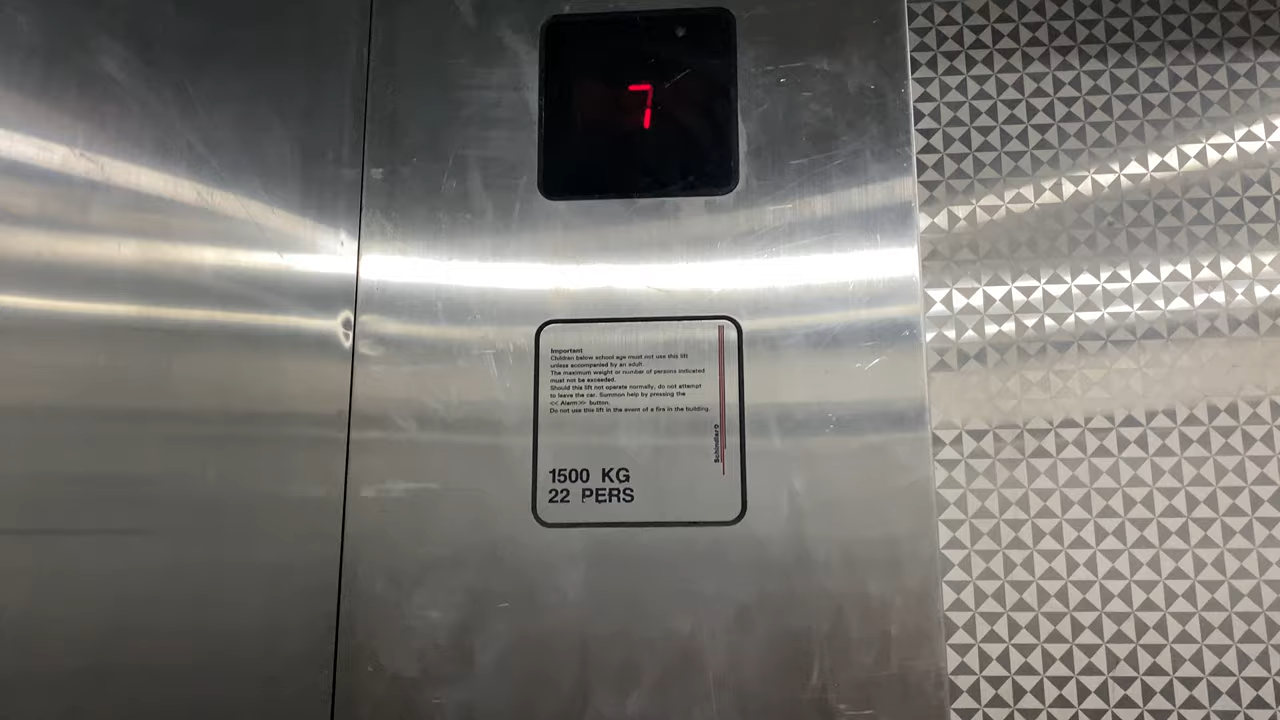 7
Important
Children below school age must not use this lift
unless accompanied by an adult.
The maximum weight or number of persons indicated
must not be exceeded.
Should this lift not operate normally, do not attempt
to leave the car. Summon help by pressing the
<< Alarm >> button.
Do not use this lift in the event of a fire in the building.
Schindler
1500 KG
22 PERS